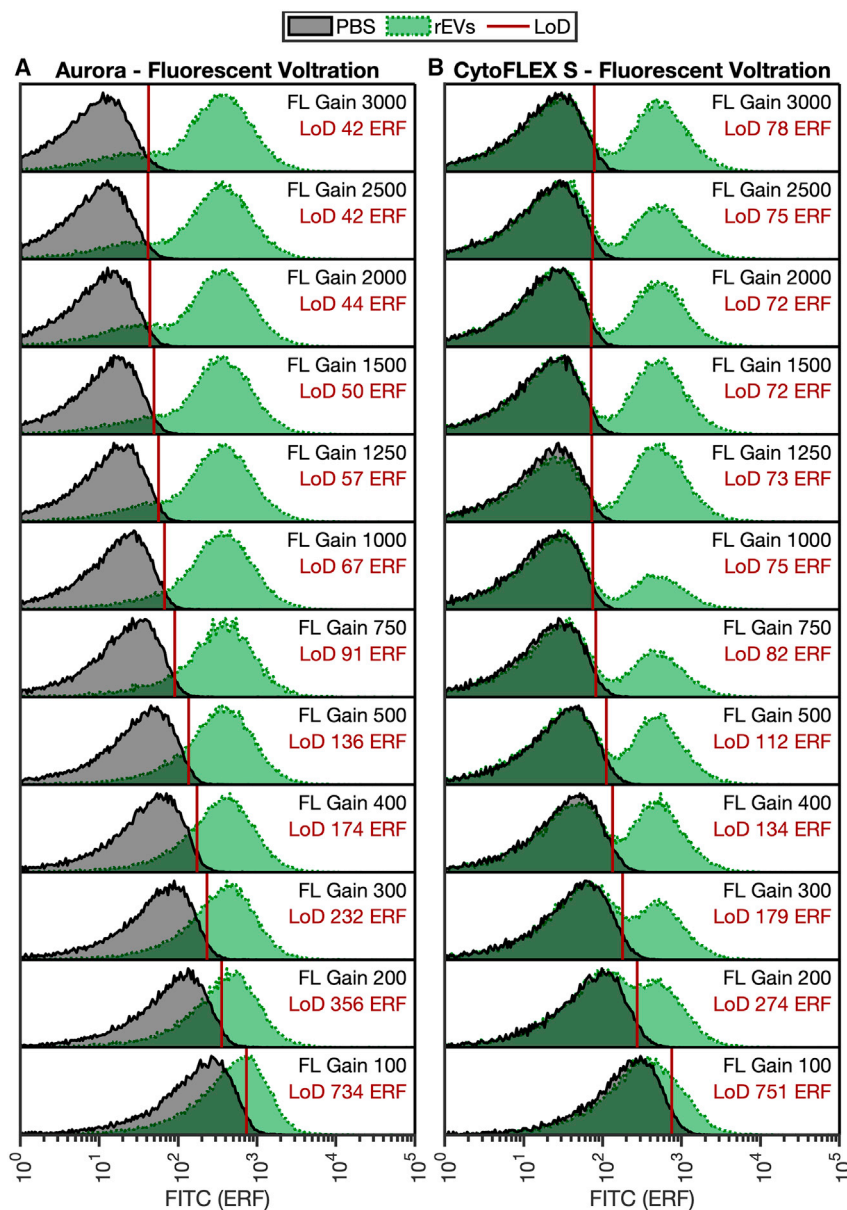 PBS rEVs LoD
A Aurora - Fluorescent Voltration
FL Gain 3000
LoD 42 ERF
FL Gain 2500
LoD 42 ERF
FL Gain 2000
LoD 44 ERF
FL Gain 1500
LoD 50 ERF
FL Gain 1250
LoD 57 ERF
FL Gain 1000
LoD 67 ERF
FL Gain 750
LoD 91 ERF
FL Gain 500
LoD 136 ERF
FL Gain 400
LoD 174 ERF
FL Gain 300
LoD 232 ERF
FL Gain 200
LoD 356 ERF
FL Gain 100
LoD 734 ERF
10^0 10^1 10^2 10^3 10^4 10^5
FITC (ERF)
B CytoFLEX S - Fluorescent Voltration
FL Gain 3000
LoD 78 ERF
FL Gain 2500
LoD 75 ERF
FL Gain 2000
LoD 72 ERF
FL Gain 1500
LoD 72 ERF
FL Gain 1250
LoD 73 ERF
FL Gain 1000
LoD 75 ERF
FL Gain 750
LoD 82 ERF
FL Gain 500
LoD 112 ERF
FL Gain 400
LoD 134 ERF
FL Gain 300
LoD 179 ERF
FL Gain 200
LoD 274 ERF
FL Gain 100
LoD 751 ERF
10^0 10^1 10^2 10^3 10^4 10^5
FITC (ERF)